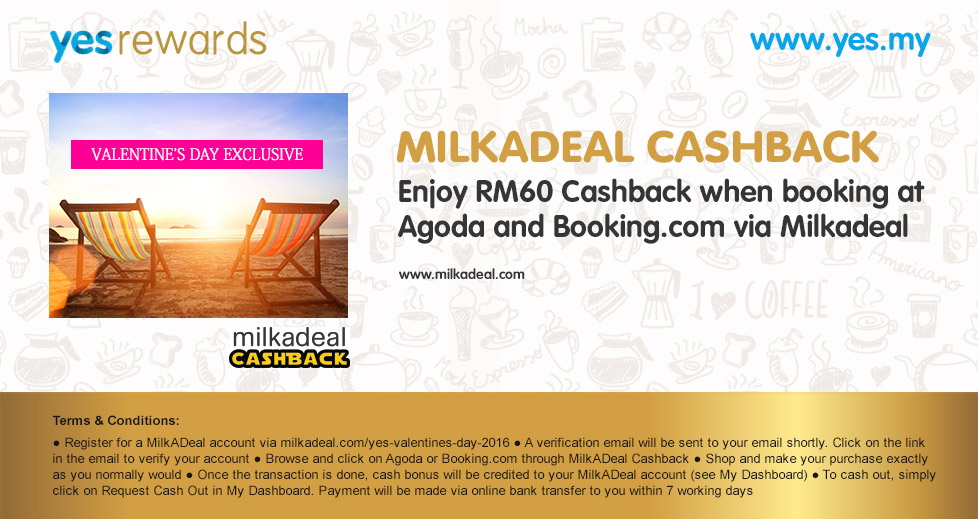 yes rewards
www.yes.my
VALENTINE'S DAY EXCLUSIVE
MILKADEAL CASHBACK
Enjoy RM60 Cashback when booking at
Agoda and Booking.com via Milkadeal
www.milkadeal.com
milkadeal
CASHBACK
Mocha
Espresso
Latte
Americano
I ♥ COFFEE
Espresso
Terms & Conditions:
● Register for a MilkADeal account via milkadeal.com/yes-valentines-day-2016 ● A verification email will be sent to your email shortly. Click on the link
in the email to verify your account ● Browse and click on Agoda or Booking.com through MilkADeal Cashback ● Shop and make your purchase exactly
as you normally would ● Once the transaction is done, cash bonus will be credited to your MilkADeal account (see My Dashboard) ● To cash out, simply
click on Request Cash Out in My Dashboard. Payment will be made via online bank transfer to you within 7 working days